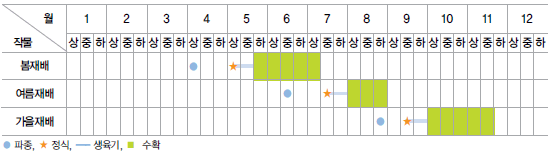 월
1 2 3 4 5 6 7 8 9 10 11 12
작물
상 중 하 상 중 하 상 중 하 상 중 하 상 중 하 상 중 하 상 중 하 상 중 하 상 중 하 상 중 하 상 중 하 상 중 하
봄재배
여름재배
가을재배
파종, 정식, 생육기, 수확